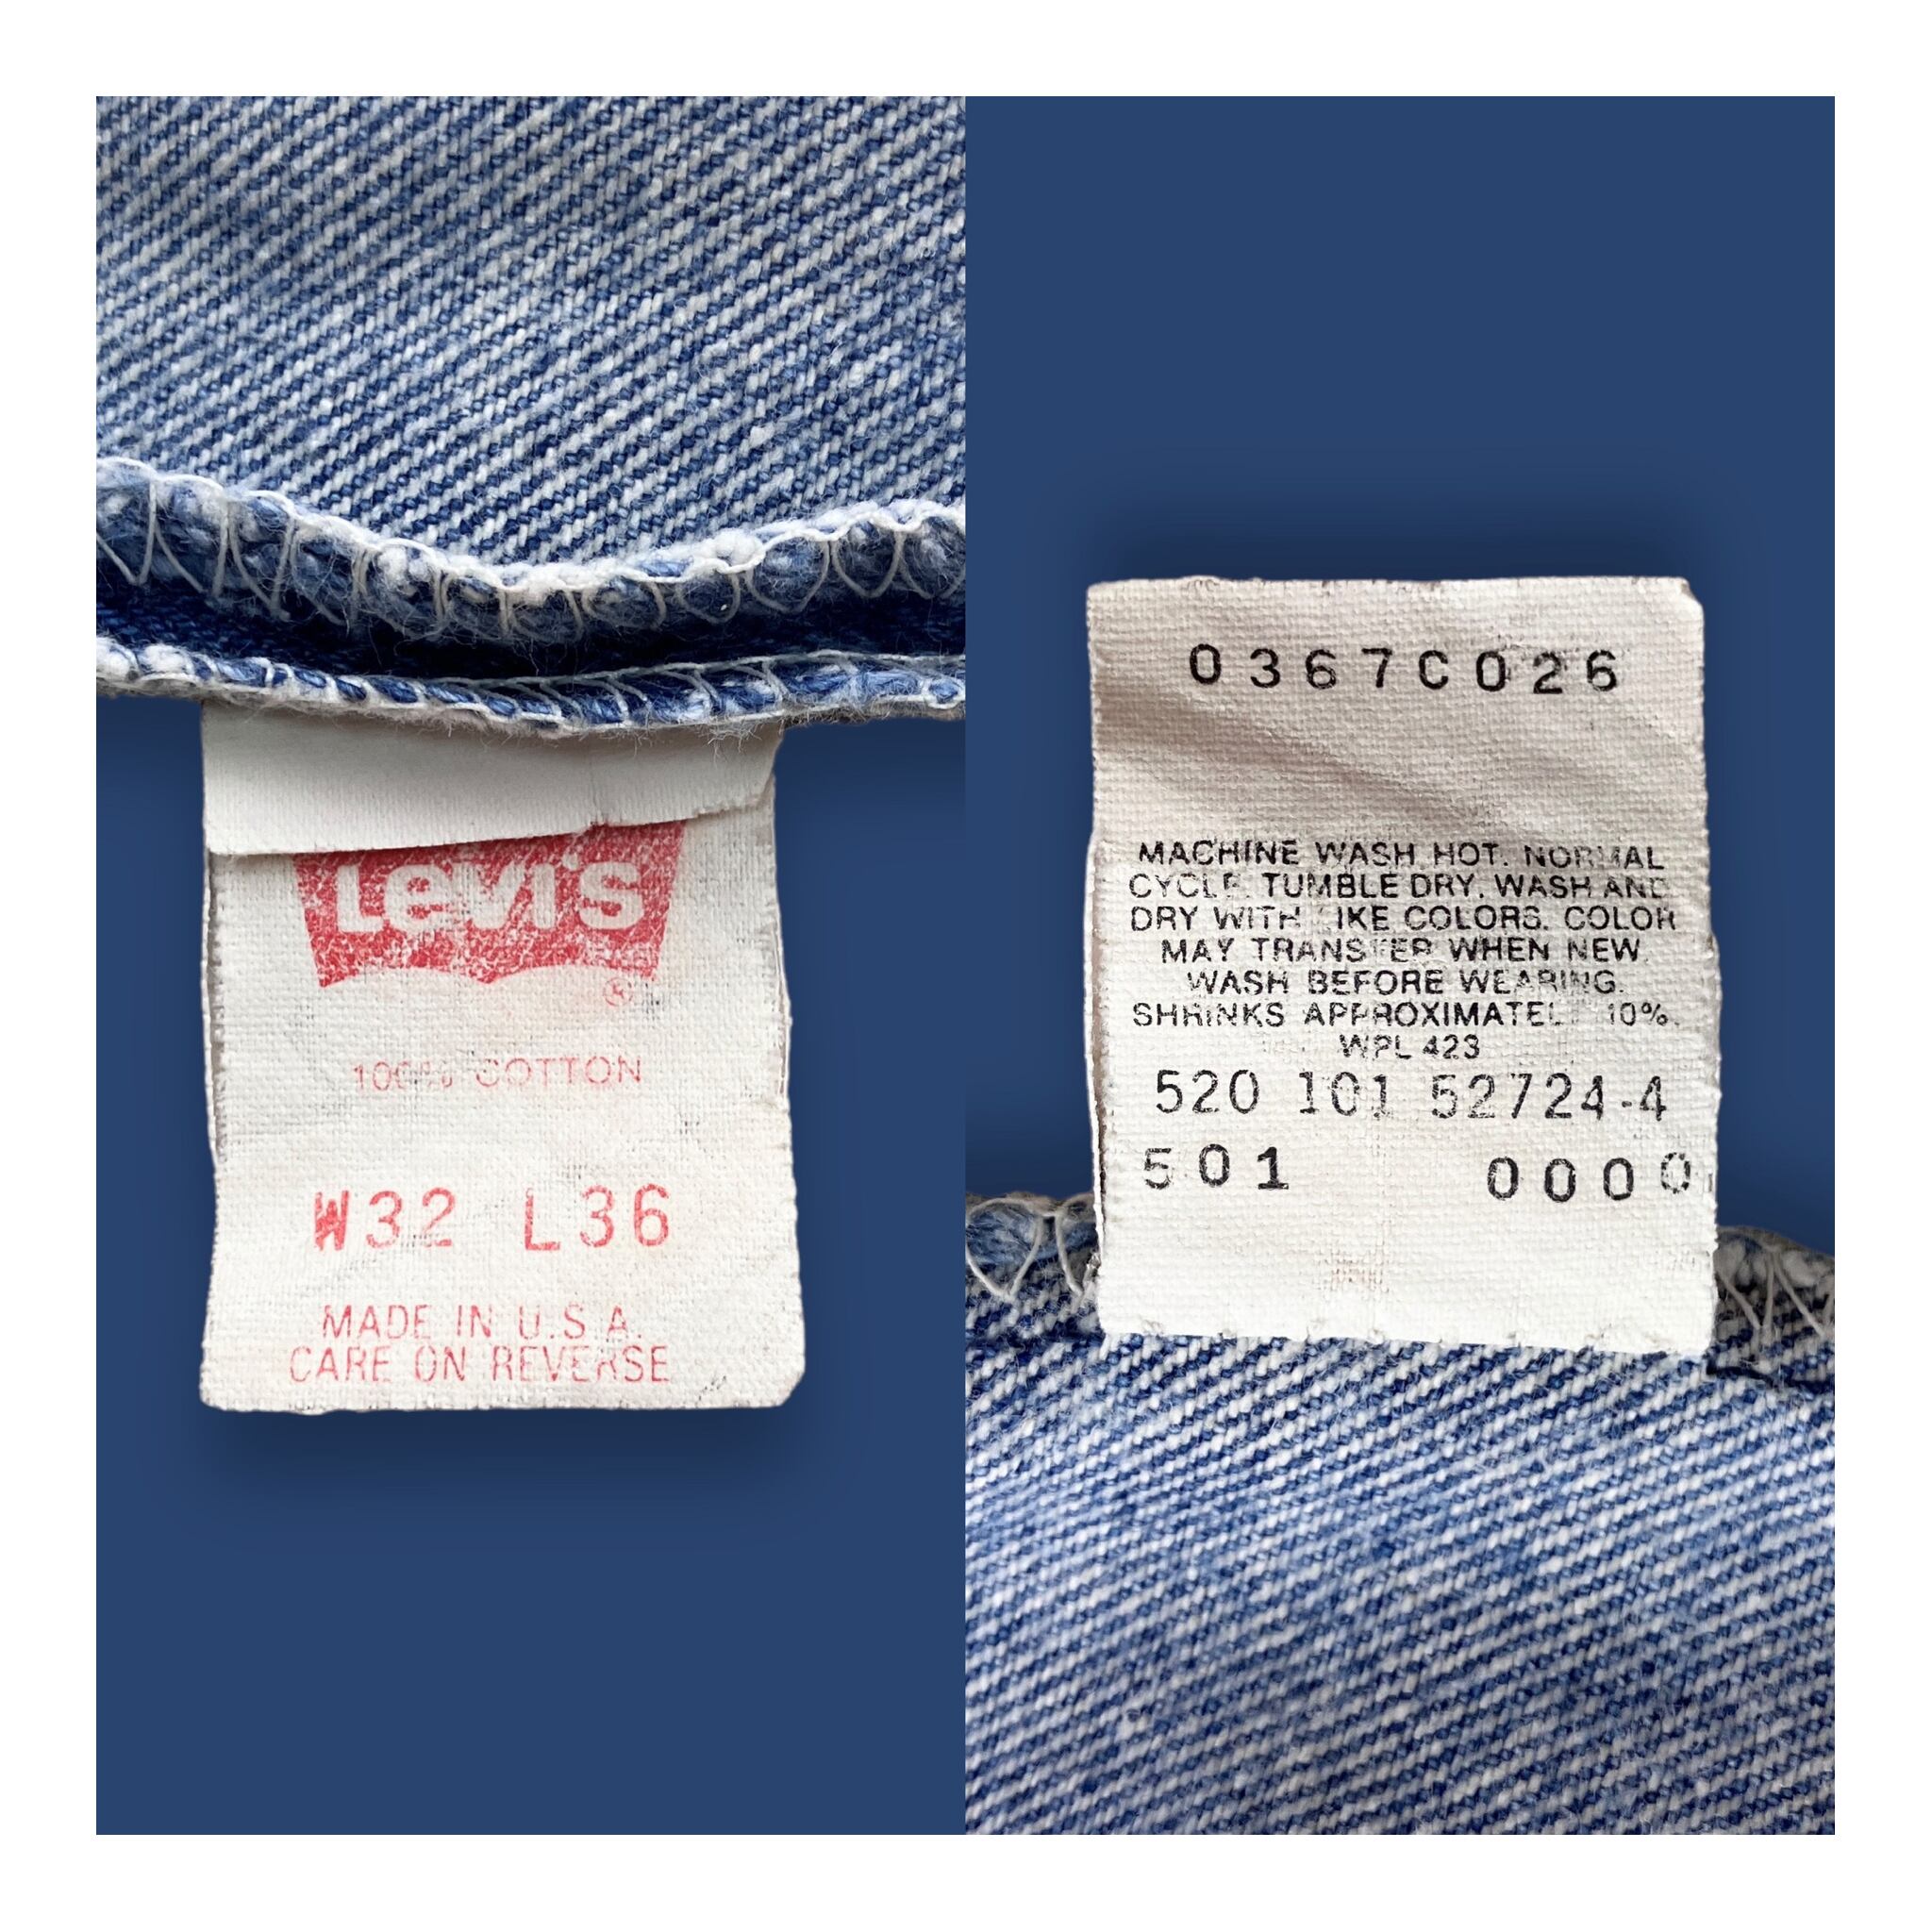 Levi's
®
100% COTTON
W32 L36
MADE IN U.S.A.
CARE ON REVERSE
0367C026
MACHINE WASH HOT. NORMAL
CYCLE. TUMBLE DRY. WASH AND
DRY WITH LIKE COLORS. COLOR
MAY TRANSFER WHEN NEW.
WASH BEFORE WEARING.
SHRINKS APPROXIMATELY 10%.
WPL 423
520 101 52724-4
501 0000